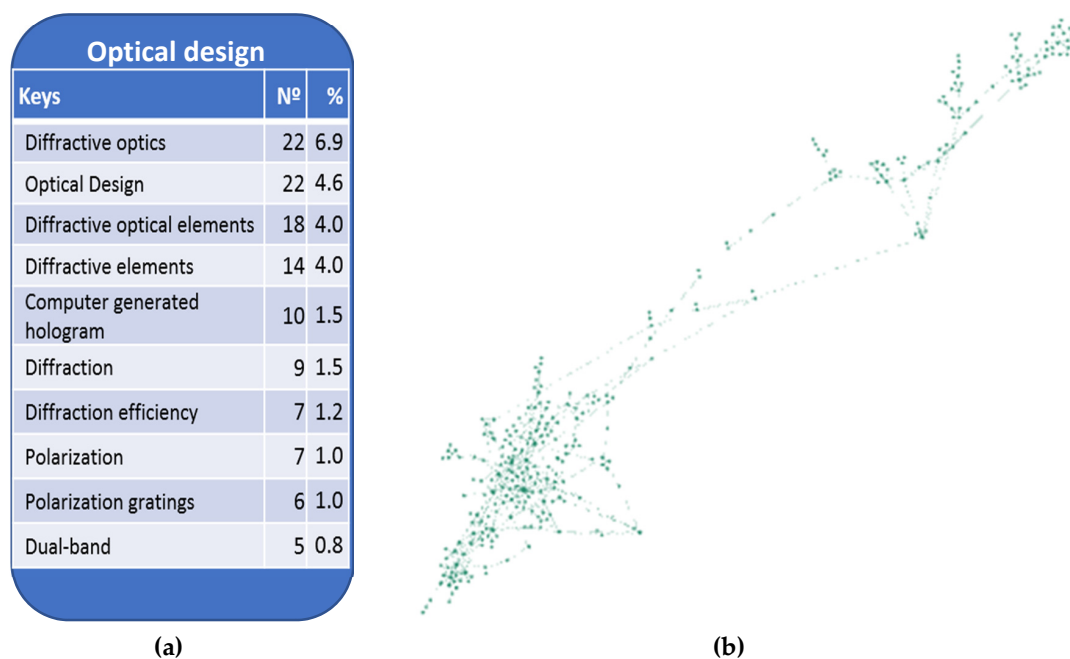 Optical design
Keys Nº %
Diffractive optics 22 6.9
Optical Design 22 4.6
Diffractive optical elements 18 4.0
Diffractive elements 14 4.0
Computer generated
hologram 10 1.5
Diffraction 9 1.5
Diffraction efficiency 7 1.2
Polarization 7 1.0
Polarization gratings 6 1.0
Dual-band 5 0.8
(a) (b)